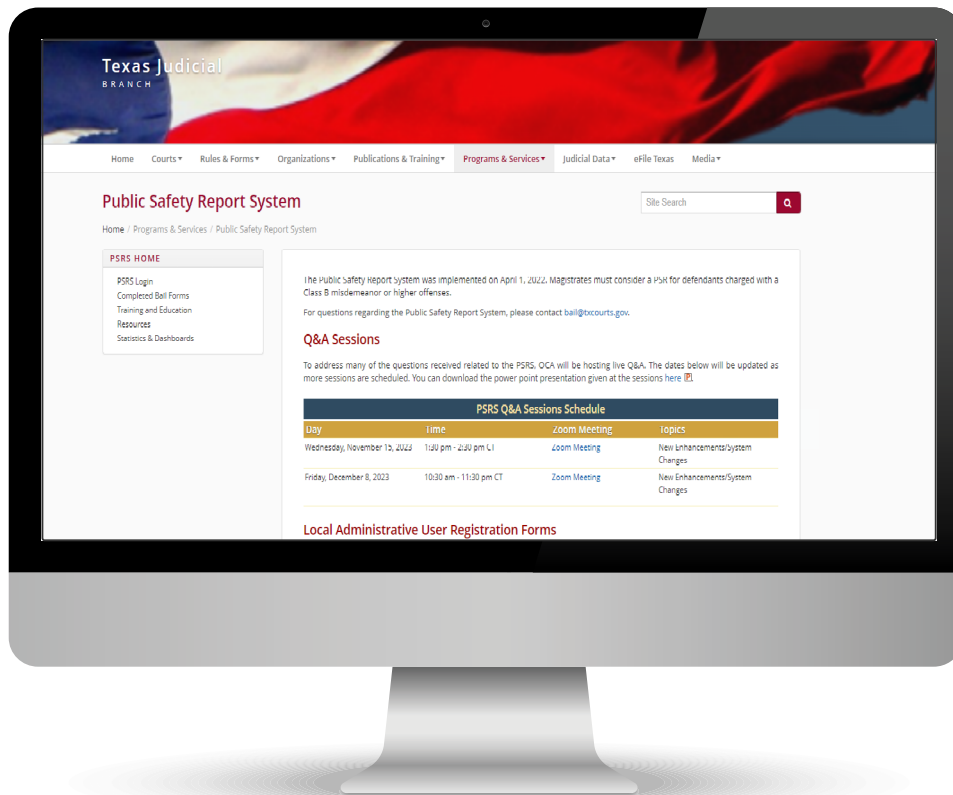 Texas Judicial
BRANCH
Home Courts Rules & Forms Organizations Publications & Training Programs & Services Judicial Data eFile Texas Media
Public Safety Report System
Site Search
Home / Programs & Services / Public Safety Report System
PSRS HOME
PSRS Login
Completed Bail Forms
Training and Education
Resources
Statistics & Dashboards
The Public Safety Report System was implemented on April 1, 2022. Magistrates must consider a PSR for defendants charged with a
Class B misdemeanor or higher offenses.
For questions regarding the Public Safety Report System, please contact bail@txcourts.gov.
Q&A Sessions
To address many of the questions received related to the PSRS, OCA will be hosting live Q&A. The dates below will be updated as
more sessions are scheduled. You can download the power point presentation given at the sessions here
PSRS Q&A Sessions Schedule
Day Time Zoom Meeting Topics
Wednesday, November 15, 2023 1:30 pm - 2:30 pm CT Zoom Meeting New Enhancements/System
Changes
Friday, December 8, 2023 10:30 am - 11:30 pm CT Zoom Meeting New Enhancements/System
Changes
Local Administrative User Registration Forms